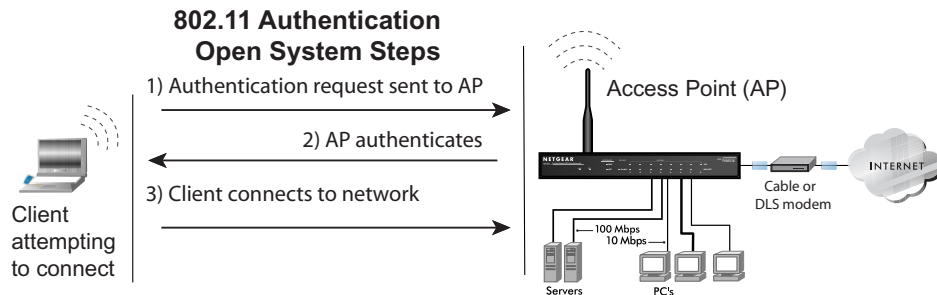 802.11 Authentication
Open System Steps
1) Authentication request sent to AP
2) AP authenticates
3) Client connects to network
Client
attempting
to connect
Access Point (AP)
NETGEAR
INTERNET
Cable or
DLS modem
100 Mbps
10 Mbps
Servers
PC's